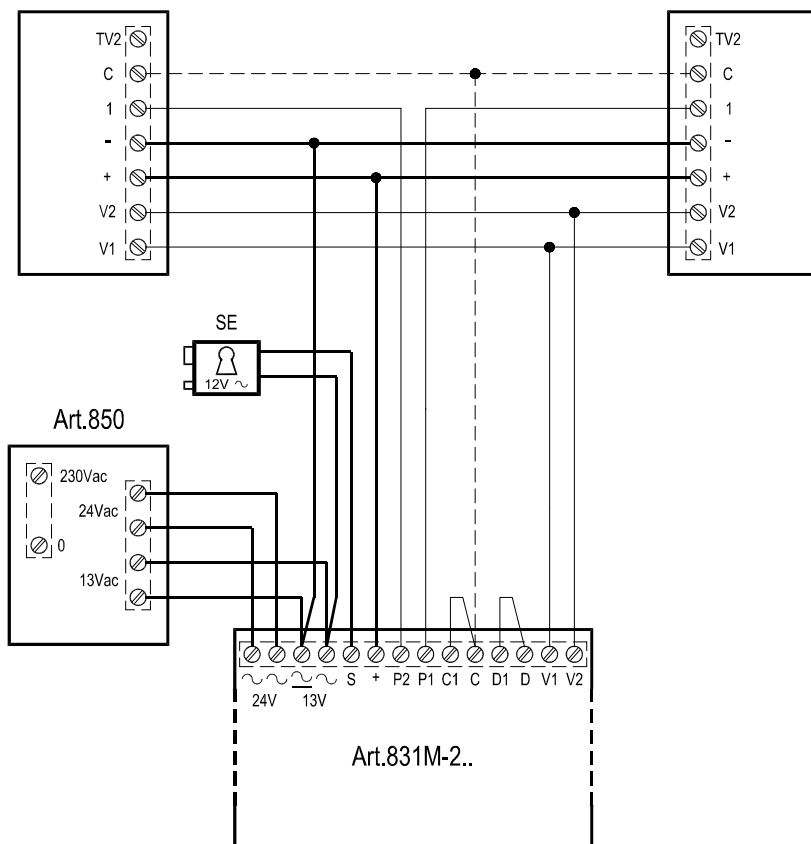 TV2 TV2
C C
1 1
- -
+ +
V2 V2
V1 V1
SE
12V ~
Art.850
230Vac
24Vac
0
13Vac
S + P2 P1 C1 C D1 D V1 V2
24V 13V
Art.831M-2..